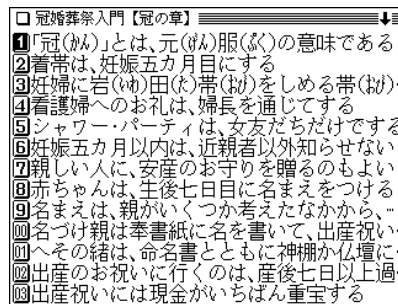 冠婚葬祭入門【冠の章】
1「冠(かん)」とは、元(げん)服(ぷく)の意味である
2着帯は、妊娠五カ月目にする
3妊婦に岩(いわ)田(た)帯(おび)をしめる帯(おび)
4看護婦へのお礼は、婦長を通じてする
5シャワー・パーティは、女友だちだけでする
6妊娠五カ月以内は、近親者以外知らせない
7親しい人に、安産のお守りを贈るのもよい
8赤ちゃんは、生後七日目に名まえをつける
9名まえは、親がいくつか考えたなかから、…
00名づけ親は奉書紙に名を書いて、出産祝い
01へその緒は、命名書とともに神棚か仏壇に
02出産のお祝いに行くのは、産後七日以上過
03出産祝いには現金がいちばん重宝する